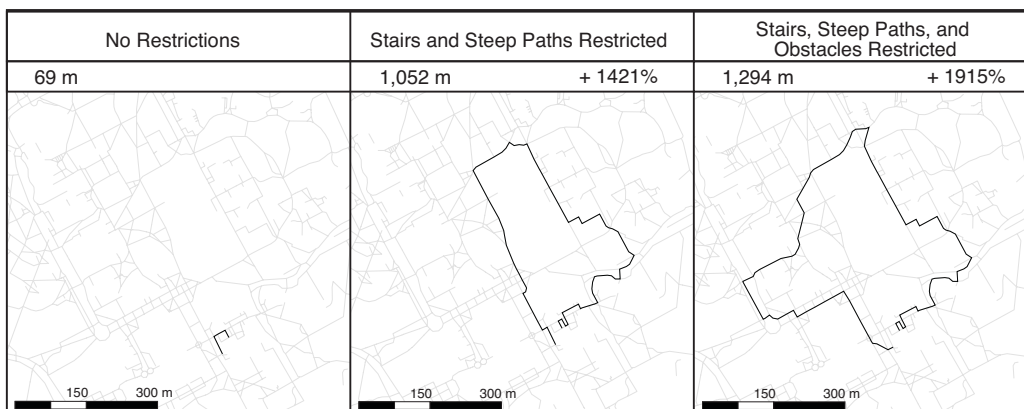 No Restrictions
Stairs and Steep Paths Restricted
Stairs, Steep Paths, and
Obstacles Restricted
69 m
1,052 m + 1421%
1,294 m + 1915%
150 300 m
150 300 m
150 300 m